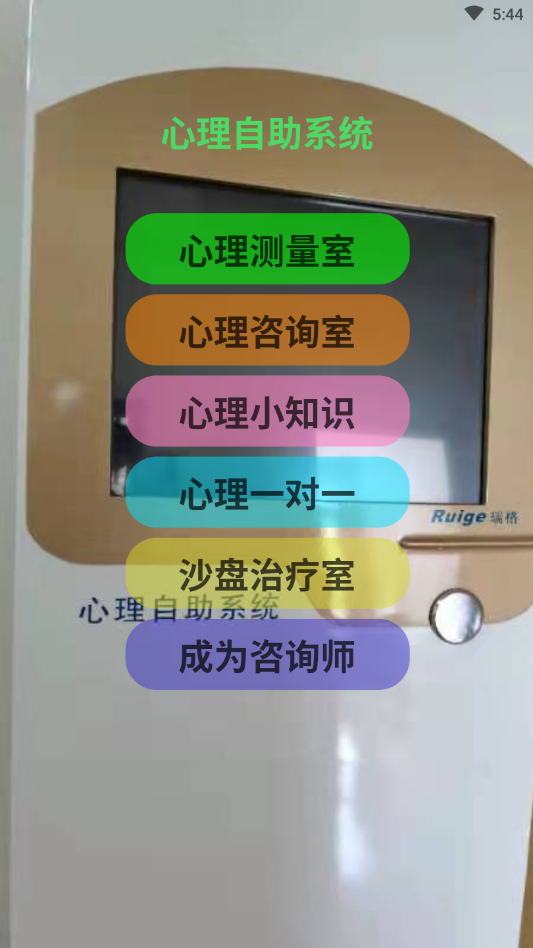 5:44
心理自助系统
心理测量室
心理咨询室
心理小知识
心理一对一
Ruige 瑞格
沙盘治疗室
心理自助系统
成为咨询师